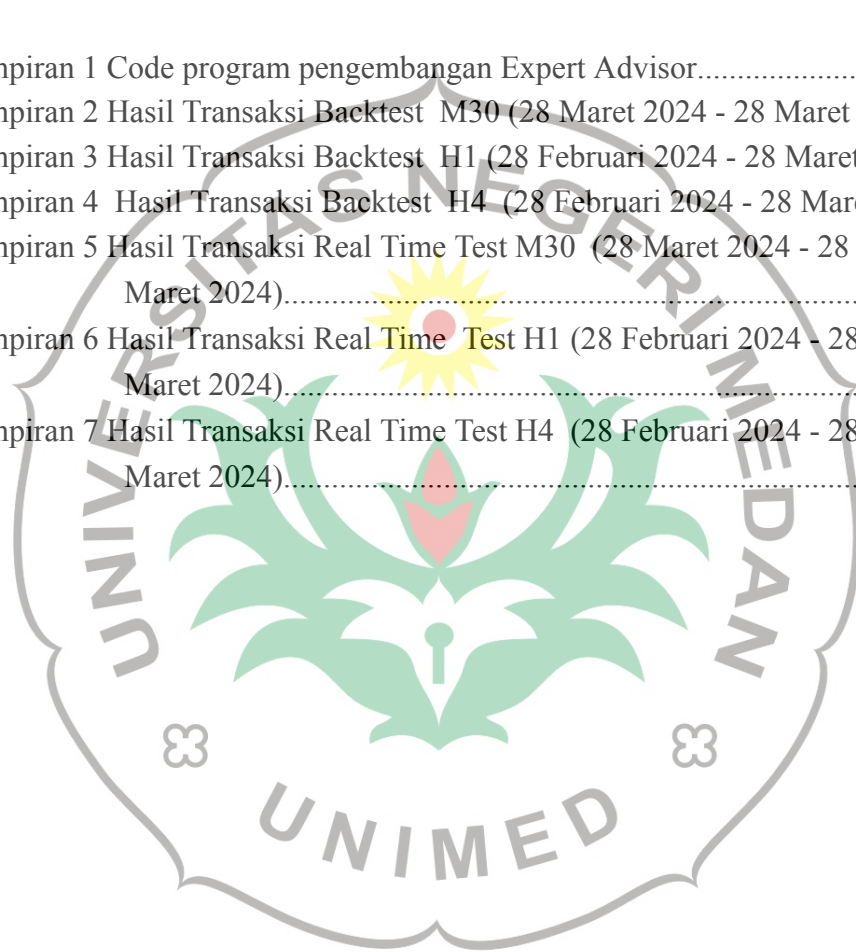 npiran 1 Code program pengembangan Expert Advisor....................
npiran 2 Hasil Transaksi Backtest  M30 (28 Maret 2024 - 28 Maret
npiran 3 Hasil Transaksi Backtest  H1 (28 Februari 2024 - 28 Maret
npiran 4  Hasil Transaksi Backtest  H4  (28 Februari 2024 - 28 Mare
npiran 5 Hasil Transaksi Real Time Test M30  (28 Maret 2024 - 28
Maret 2024)....................................................................................
npiran 6 Hasil Transaksi Real Time  Test H1 (28 Februari 2024 - 28
Maret 2024)....................................................................................
npiran 7 Hasil Transaksi Real Time Test H4  (28 Februari 2024 - 28
Maret 2024)....................................................................................
UNIVERSITAS NEGERI MEDAN
UNIMED